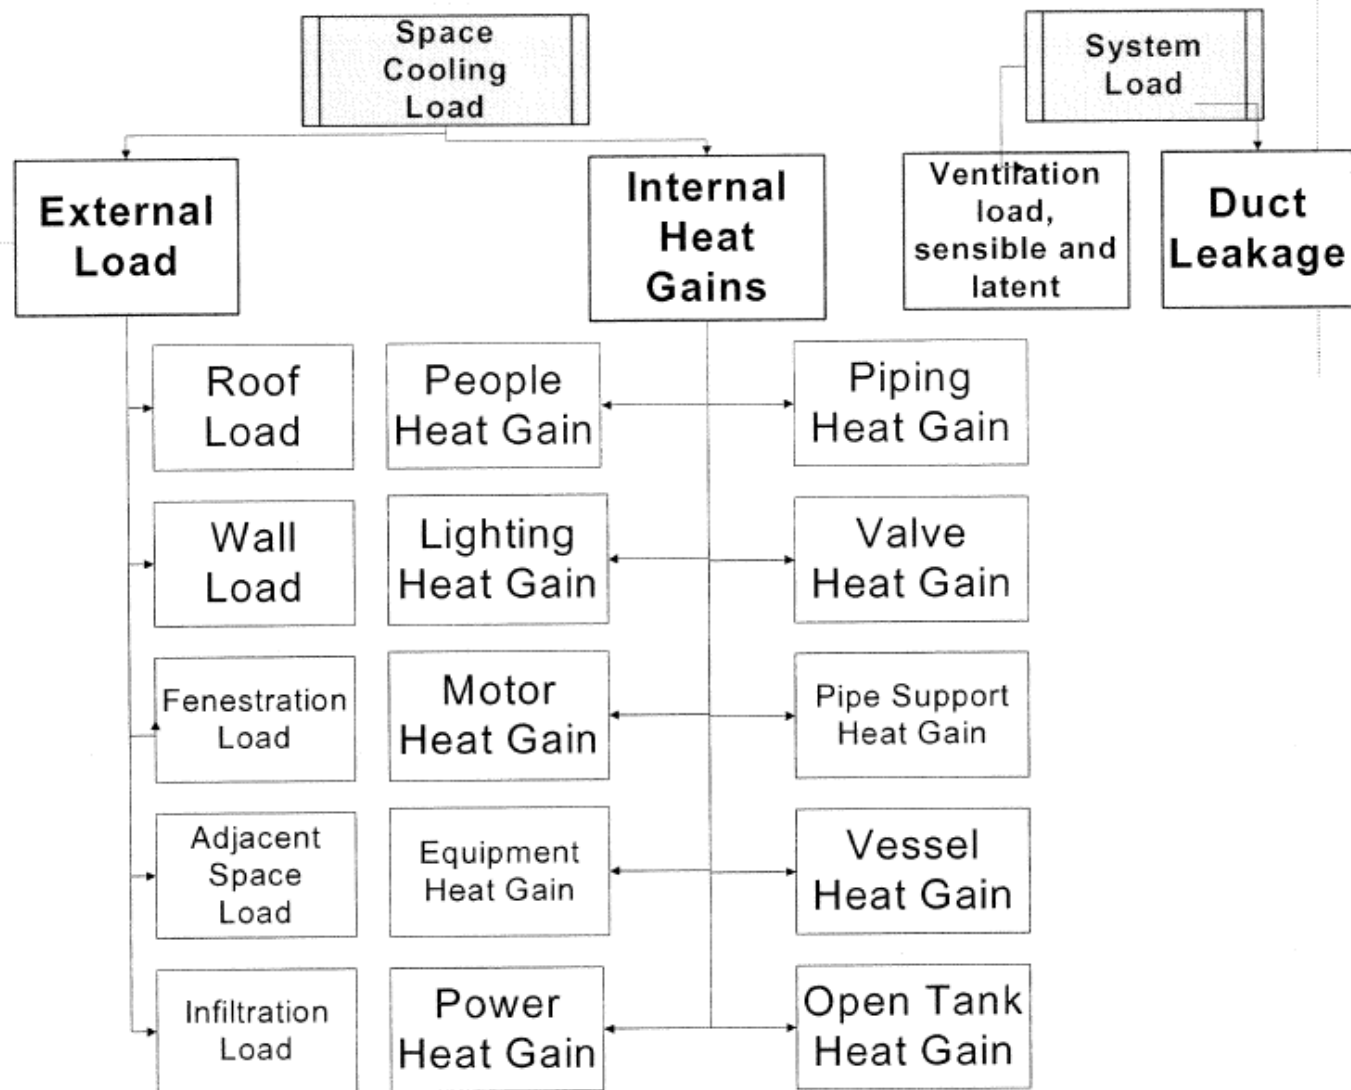 Space
Cooling
Load
System
Load
External
Load
Internal
Heat
Gains
Ventilation
load,
sensible and
latent
Duct
Leakage
Roof
Load
People
Heat Gain
Piping
Heat Gain
Wall
Load
Lighting
Heat Gain
Valve
Heat Gain
Fenestration
Load
Motor
Heat Gain
Pipe Support
Heat Gain
Adjacent
Space
Load
Equipment
Heat Gain
Vessel
Heat Gain
Infiltration
Load
Power
Heat Gain
Open Tank
Heat Gain